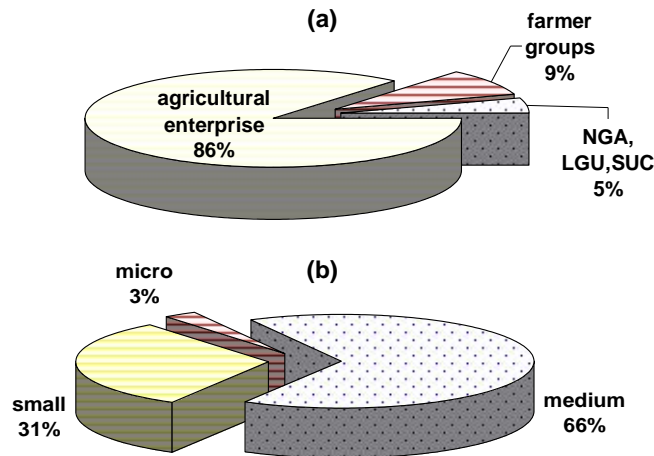 (a)
farmer
groups
9%
agricultural
enterprise
86%
NGA,
LGU,SUC
5%
(b)
micro
3%
small
31%
medium
66%